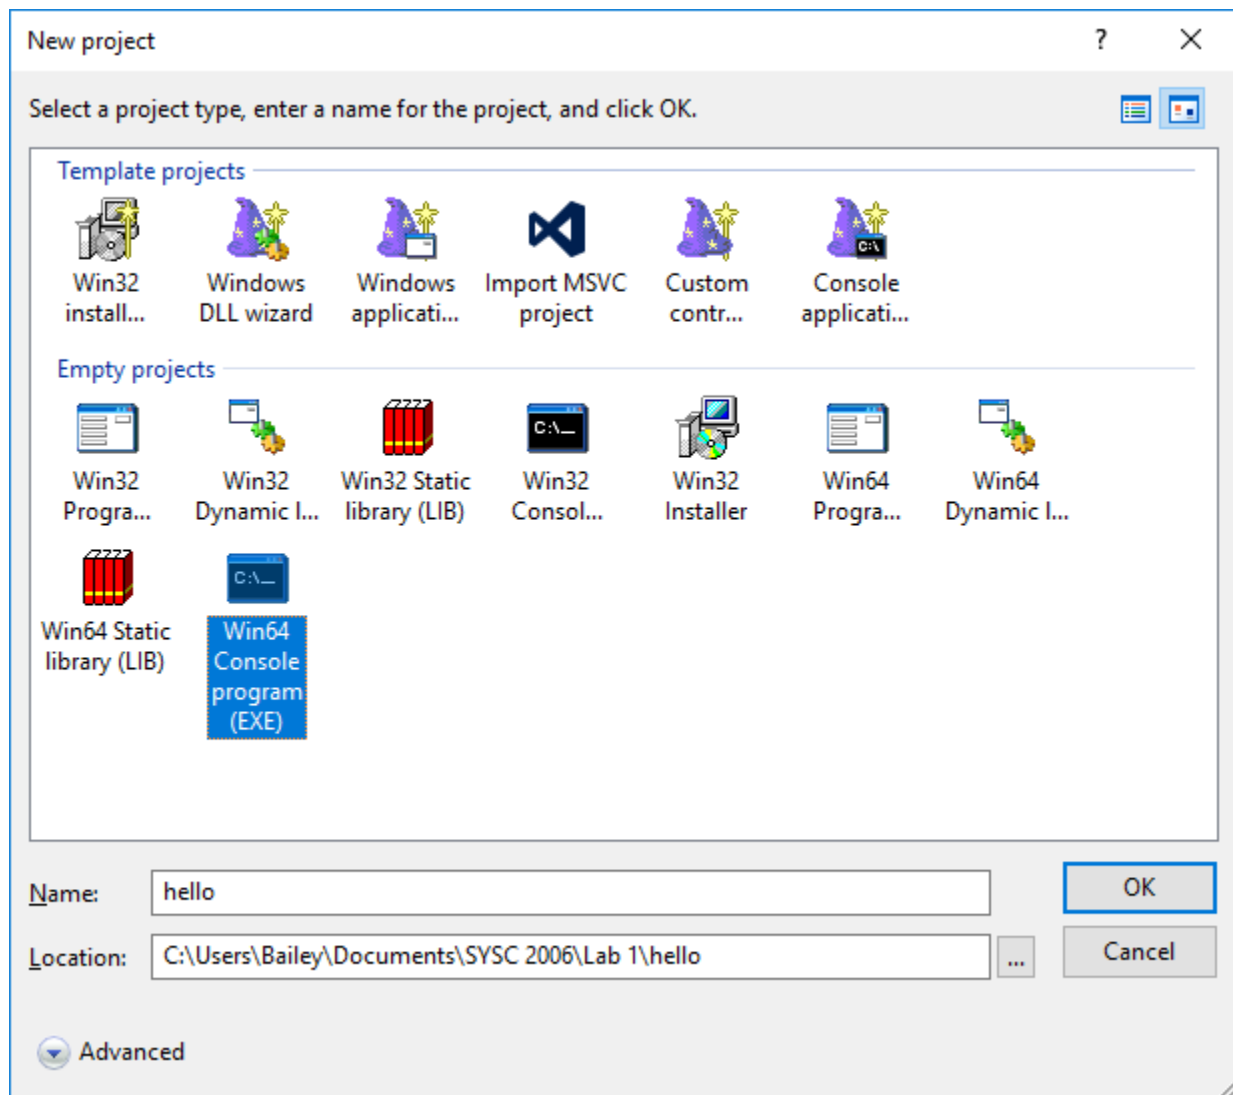 New project
?
Select a project type, enter a name for the project, and click OK.
Template projects
Win32 install...
Windows DLL wizard
Windows applicati...
Import MSVC project
Custom contr...
Console applicati...
Empty projects
Win32 Progra...
Win32 Dynamic l...
Win32 Static library (LIB)
Win32 Consol...
Win32 Installer
Win64 Progra...
Win64 Dynamic l...
Win64 Static library (LIB)
Win64 Console program (EXE)
Name: hello
OK
Location: C:\Users\Bailey\Documents\SYSC 2006\Lab 1\hello
...
Cancel
Advanced